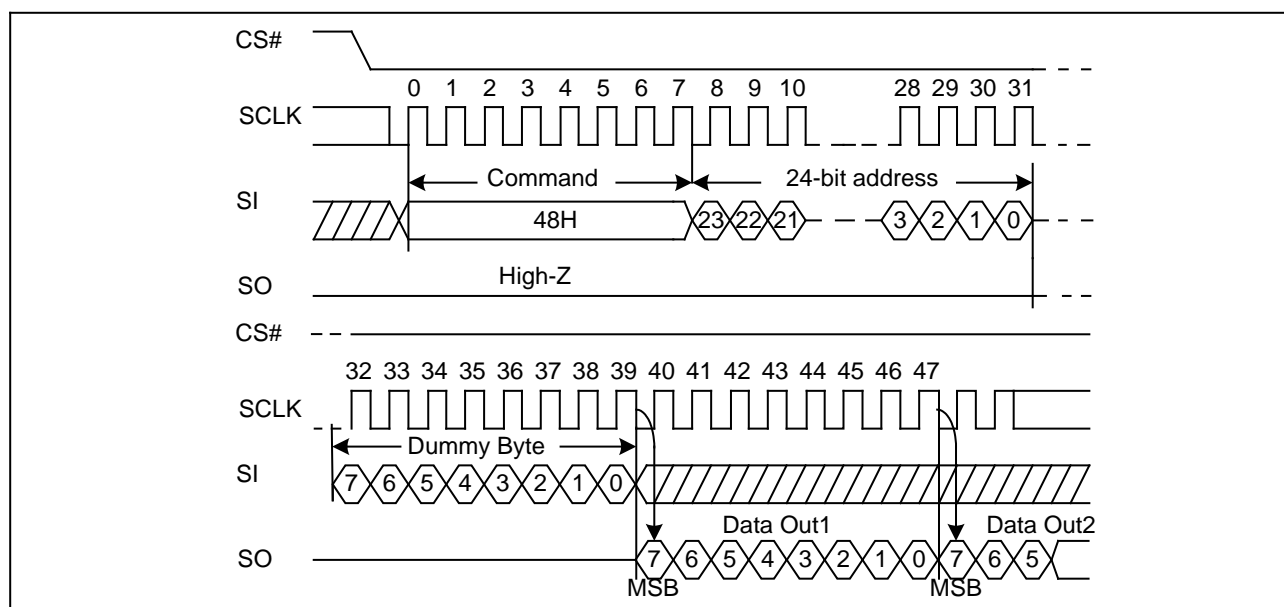 CS#
0 1 2 3 4 5 6 7 8 9 10 28 29 30 31
SCLK
Command 24-bit address
SI
48H 23 22 21 3 2 1 0
High-Z
SO
CS#
32 33 34 35 36 37 38 39 40 41 42 43 44 45 46 47
SCLK
Dummy Byte
SI
7 6 5 4 3 2 1 0
Data Out1 Data Out2
SO
7 6 5 4 3 2 1 0 7 6 5
MSB MSB